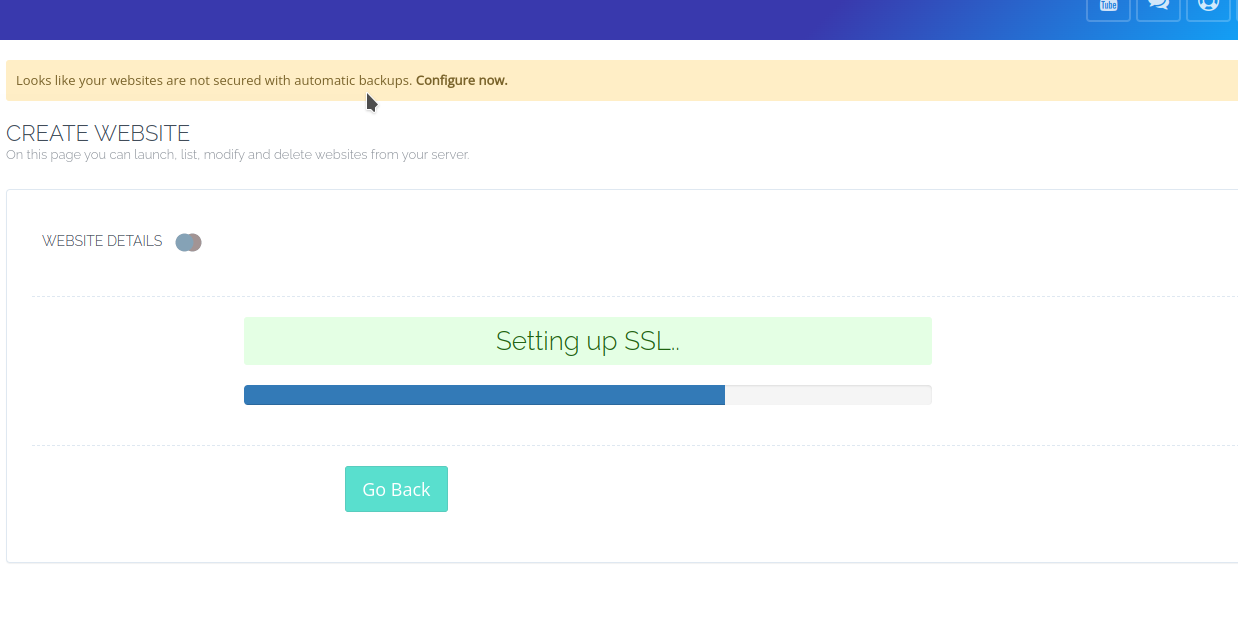 Tube
Looks like your websites are not secured with automatic backups. Configure now.
CREATE WEBSITE
On this page you can launch, list, modify and delete websites from your server.
WEBSITE DETAILS
Setting up SSL..
Go Back